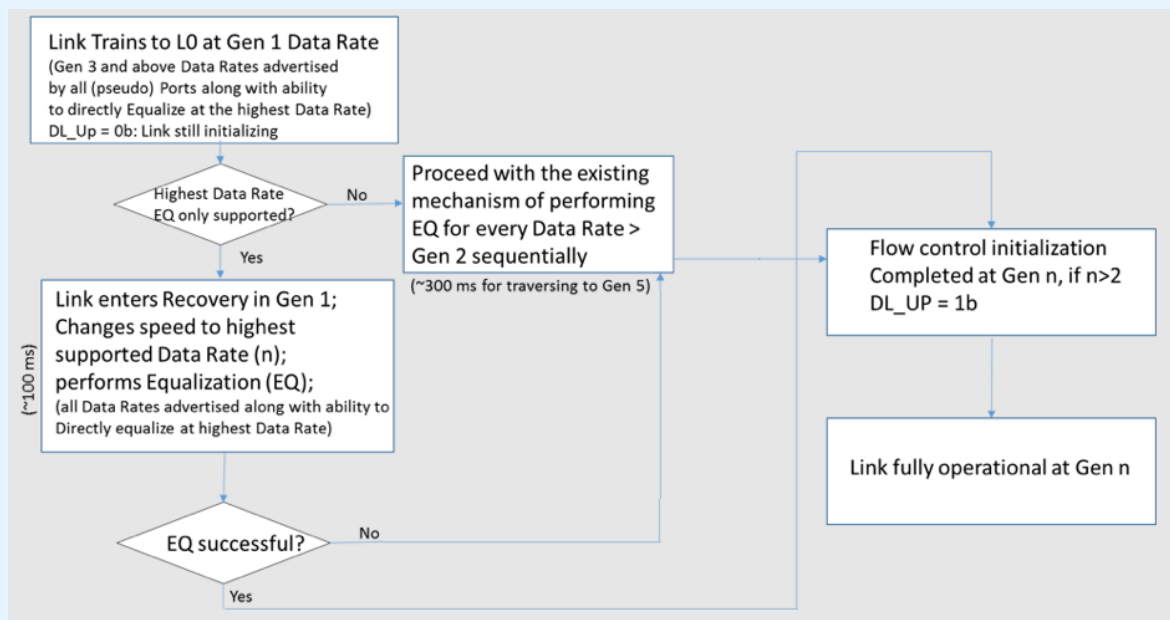 Link Trains to L0 at Gen 1 Data Rate
(Gen 3 and above Data Rates advertised
by all (pseudo) Ports along with ability
to directly Equalize at the highest Data Rate)
DL_Up = 0b: Link still initializing
Highest Data Rate
EQ only supported?
No
Yes
Proceed with the existing
mechanism of performing
EQ for every Data Rate >
Gen 2 sequentially
(~300 ms for traversing to Gen 5)
Flow control initialization
Completed at Gen n, if n>2
DL_UP = 1b
(~100 ms)
Link enters Recovery in Gen 1;
Changes speed to highest
supported Data Rate (n);
performs Equalization (EQ);
(all Data Rates advertised along with ability to
Directly equalize at highest Data Rate)
Link fully operational at Gen n
EQ successful?
No
Yes